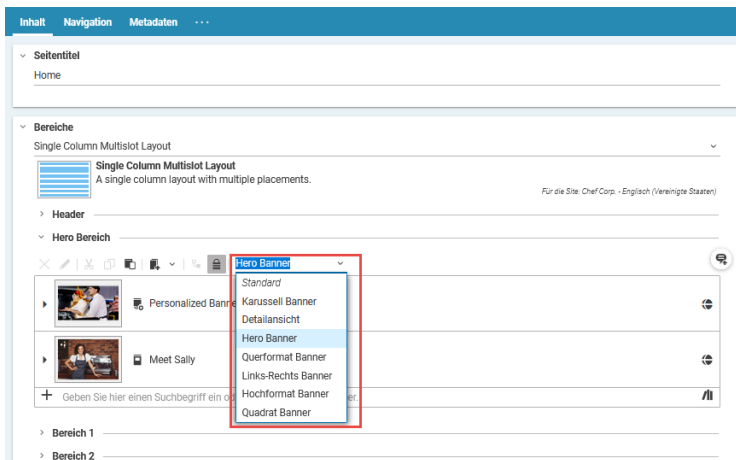 Inhalt Navigation Metadaten ···
Seitentitel
Home
Bereiche
Single Column Multislot Layout
Single Column Multislot Layout
A single column layout with multiple placements.
Für die Site: Chef Corp. - Englisch (Vereinigte Staaten)
Header
Hero Bereich
Hero Banner
Standard
Karussell Banner
Detailansicht
Hero Banner
Querformat Banner
Links-Rechts Banner
Hochformat Banner
Quadrat Banner
Personalized Banne
Meet Sally
Geben Sie hier einen Suchbegriff ein od er.
Bereich 1
Bereich 2